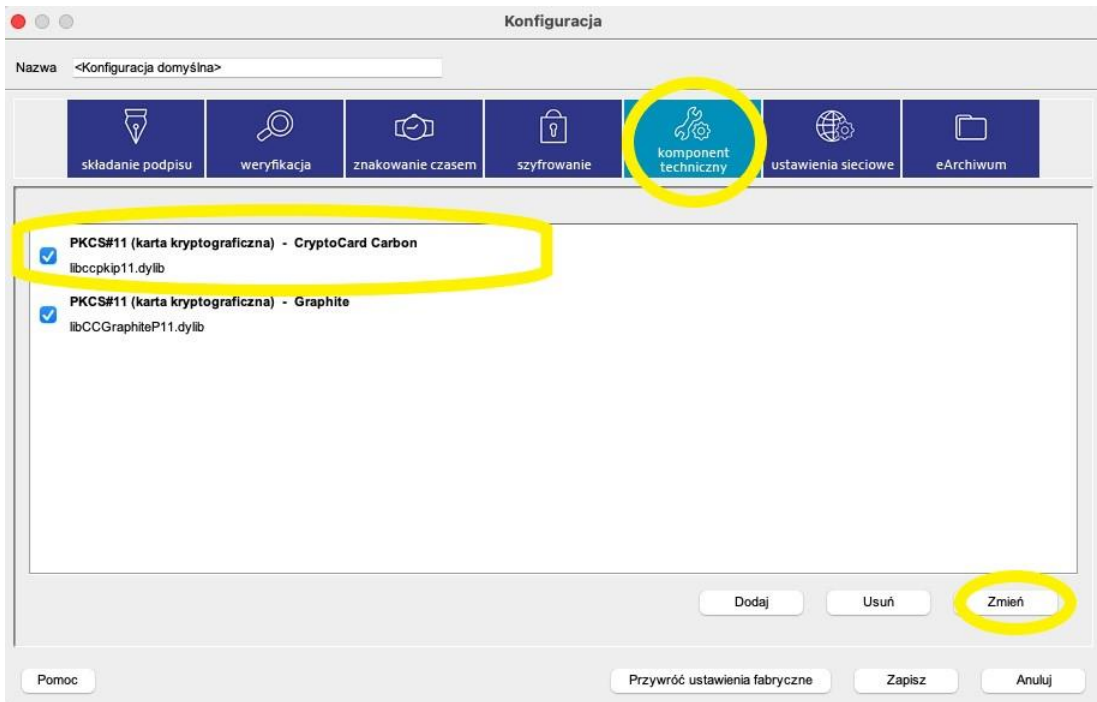 Konfiguracja
Nazwa <Konfiguracja domyślna>
składanie podpisu
weryfikacja
znakowanie czasem
szyfrowanie
komponent
techniczny
ustawienia sieciowe
eArchiwum
PKCS#11 (karta kryptograficzna) - CryptoCard Carbon
libccpkip11.dylib
PKCS#11 (karta kryptograficzna) - Graphite
libCCGraphiteP11.dylib
Dodaj Usuń Zmień
Pomoc Przywróć ustawienia fabryczne Zapisz Anuluj